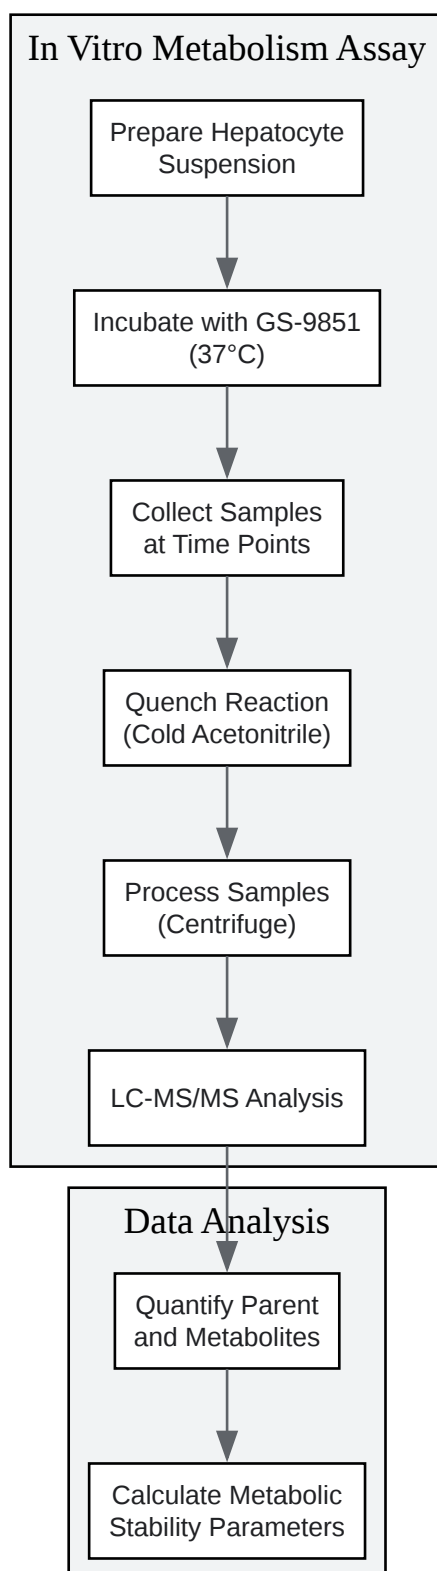 In Vitro Metabolism Assay
Prepare Hepatocyte
Suspension
Incubate with GS-9851
(37°C)
Collect Samples
at Time Points
Quench Reaction
(Cold Acetonitrile)
Process Samples
(Centrifuge)
LC-MS/MS Analysis
Data Analysis
Quantify Parent
and Metabolites
Calculate Metabolic
Stability Parameters